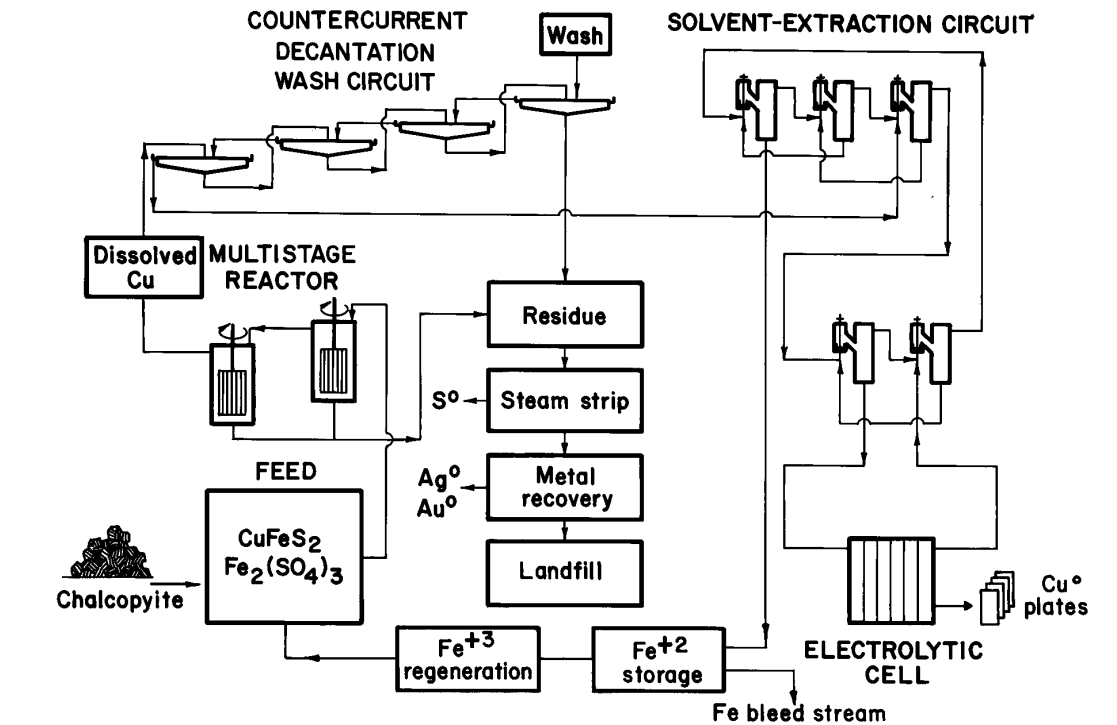 COUNTERCURRENT
DECANTATION
WASH CIRCUIT
Wash
SOLVENT-EXTRACTION CIRCUIT
Dissolved
Cu
MULTISTAGE
REACTOR
Residue
S°
Steam strip
Ag°
Au°
Metal
recovery
Landfill
FEED
CuFeS2
Fe2(SO4)3
Chalcopyite
Fe+3
regeneration
Fe+2
storage
Fe bleed stream
Cu°
plates
ELECTROLYTIC
CELL